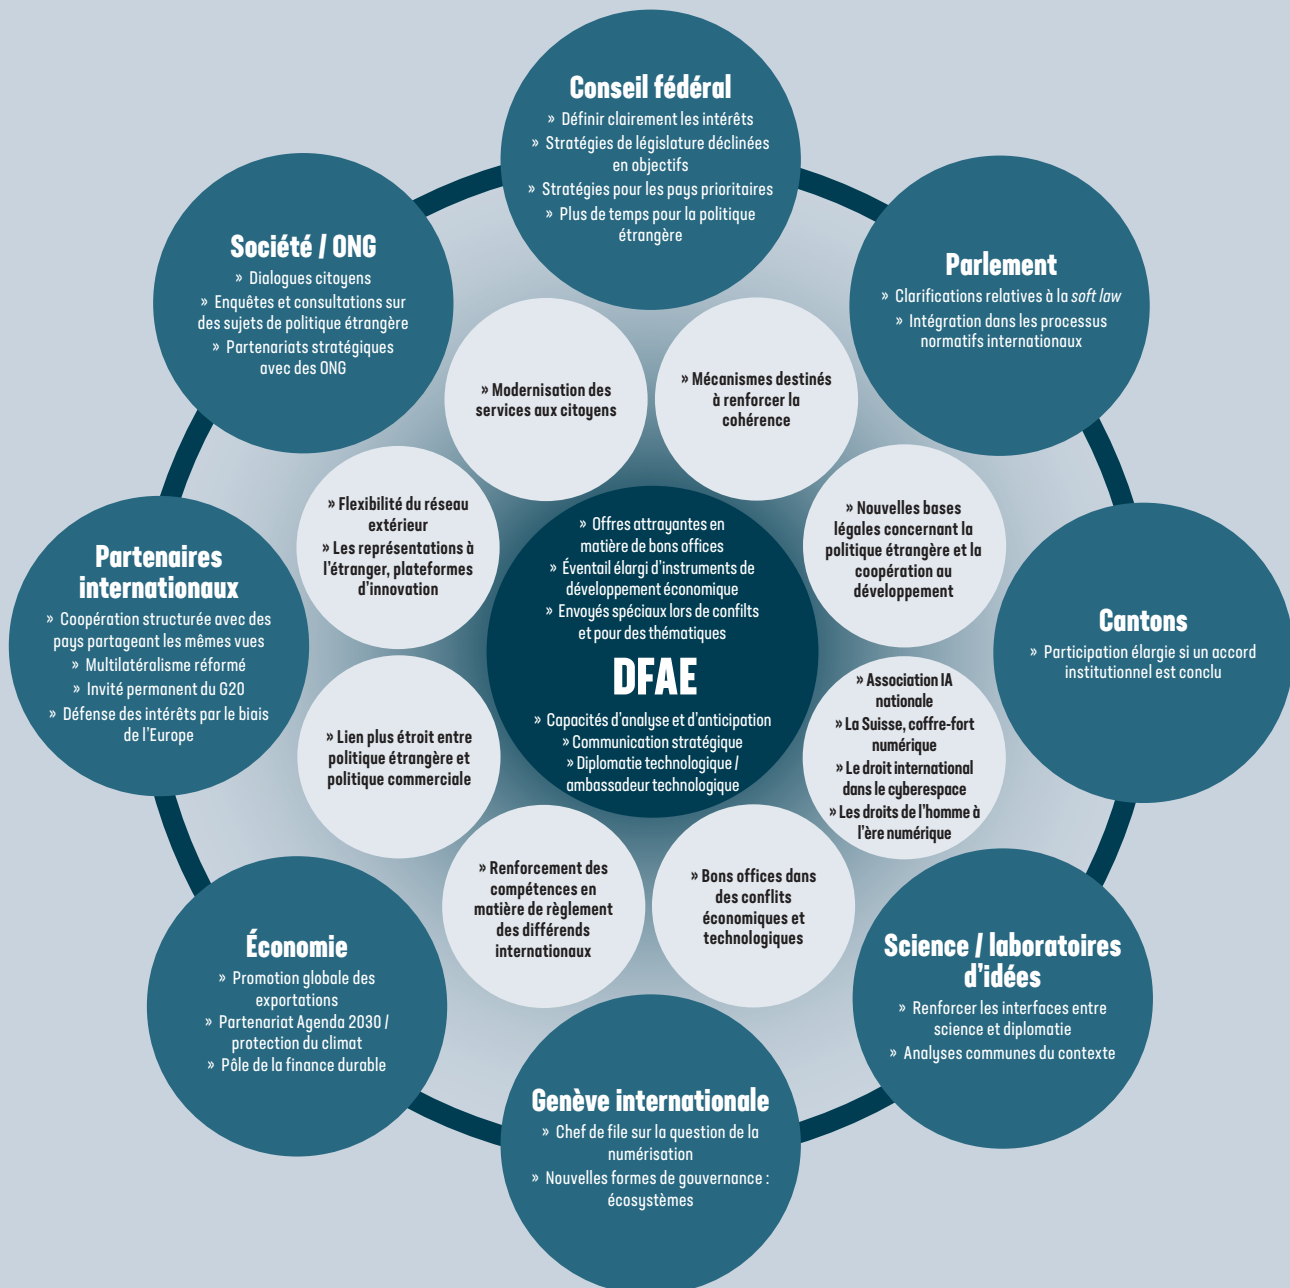 Conseil fédéral
» Définir clairement les intérêts
» Stratégies de législature déclinées
en objectifs
» Stratégies pour les pays prioritaires
» Plus de temps pour la politique
étrangère
Société / ONG
» Dialogues citoyens
» Enquêtes et consultations sur
des sujets de politique étrangère
» Partenariats stratégiques
avec des ONG
Parlement
» Clarifications relatives à la soft law
» Intégration dans les processus
normatifs internationaux
» Modernisation des
services aux citoyens
» Mécanismes destinés
à renforcer la
cohérence
» Flexibilité du réseau
extérieur
» Les représentations à
l'étranger, plateformes
d'innovation
» Nouvelles bases
légales concernant la
politique étrangère et la
coopération au
développement
Partenaires
internationaux
» Coopération structurée avec des
pays partageant les mêmes vues
» Multilatéralisme réformé
» Invité permanent du G20
» Défense des intérêts par le biais
de l'Europe
» Offres attrayantes en
matière de bons offices
» Éventail élargi d'instruments de
développement économique
» Envoyés spéciaux lors de confilts
et pour des thématiques
DFAE
» Capacités d'analyse et d'anticipation
» Communication stratégique
» Diplomatie technologique /
ambassadeur technologique
Cantons
» Participation élargie si un accord
institutionnel est conclu
» Lien plus étroit entre
politique étrangère et
politique commerciale
» Association IA
nationale
» La Suisse, coffre-fort
numérique
» Le droit international
dans le cyberespace
» Les droits de l'homme à
l'ère numérique
» Renforcement des
compétences en
matière de règlement
des différends
internationaux
» Bons offices dans
des conflits
économiques et
technologiques
Économie
» Promotion globale des
exportations
» Partenariat Agenda 2030 /
protection du climat
» Pôle de la finance durable
Science / laboratoires
d'idées
» Renforcer les interfaces entre
science et diplomatie
» Analyses communes du contexte
Genève internationale
» Chef de file sur la question de la
numérisation
» Nouvelles formes de gouvernance :
écosystèmes